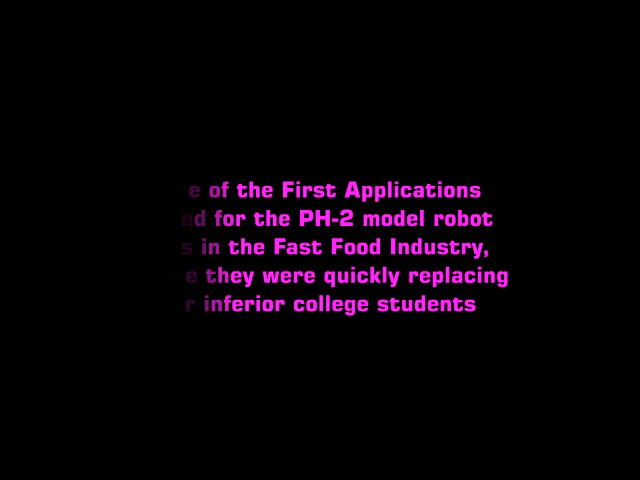 e of the First Applications
nd for the PH-2 model robot
s in the Fast Food Industry,
e they were quickly replacing
r inferior college students